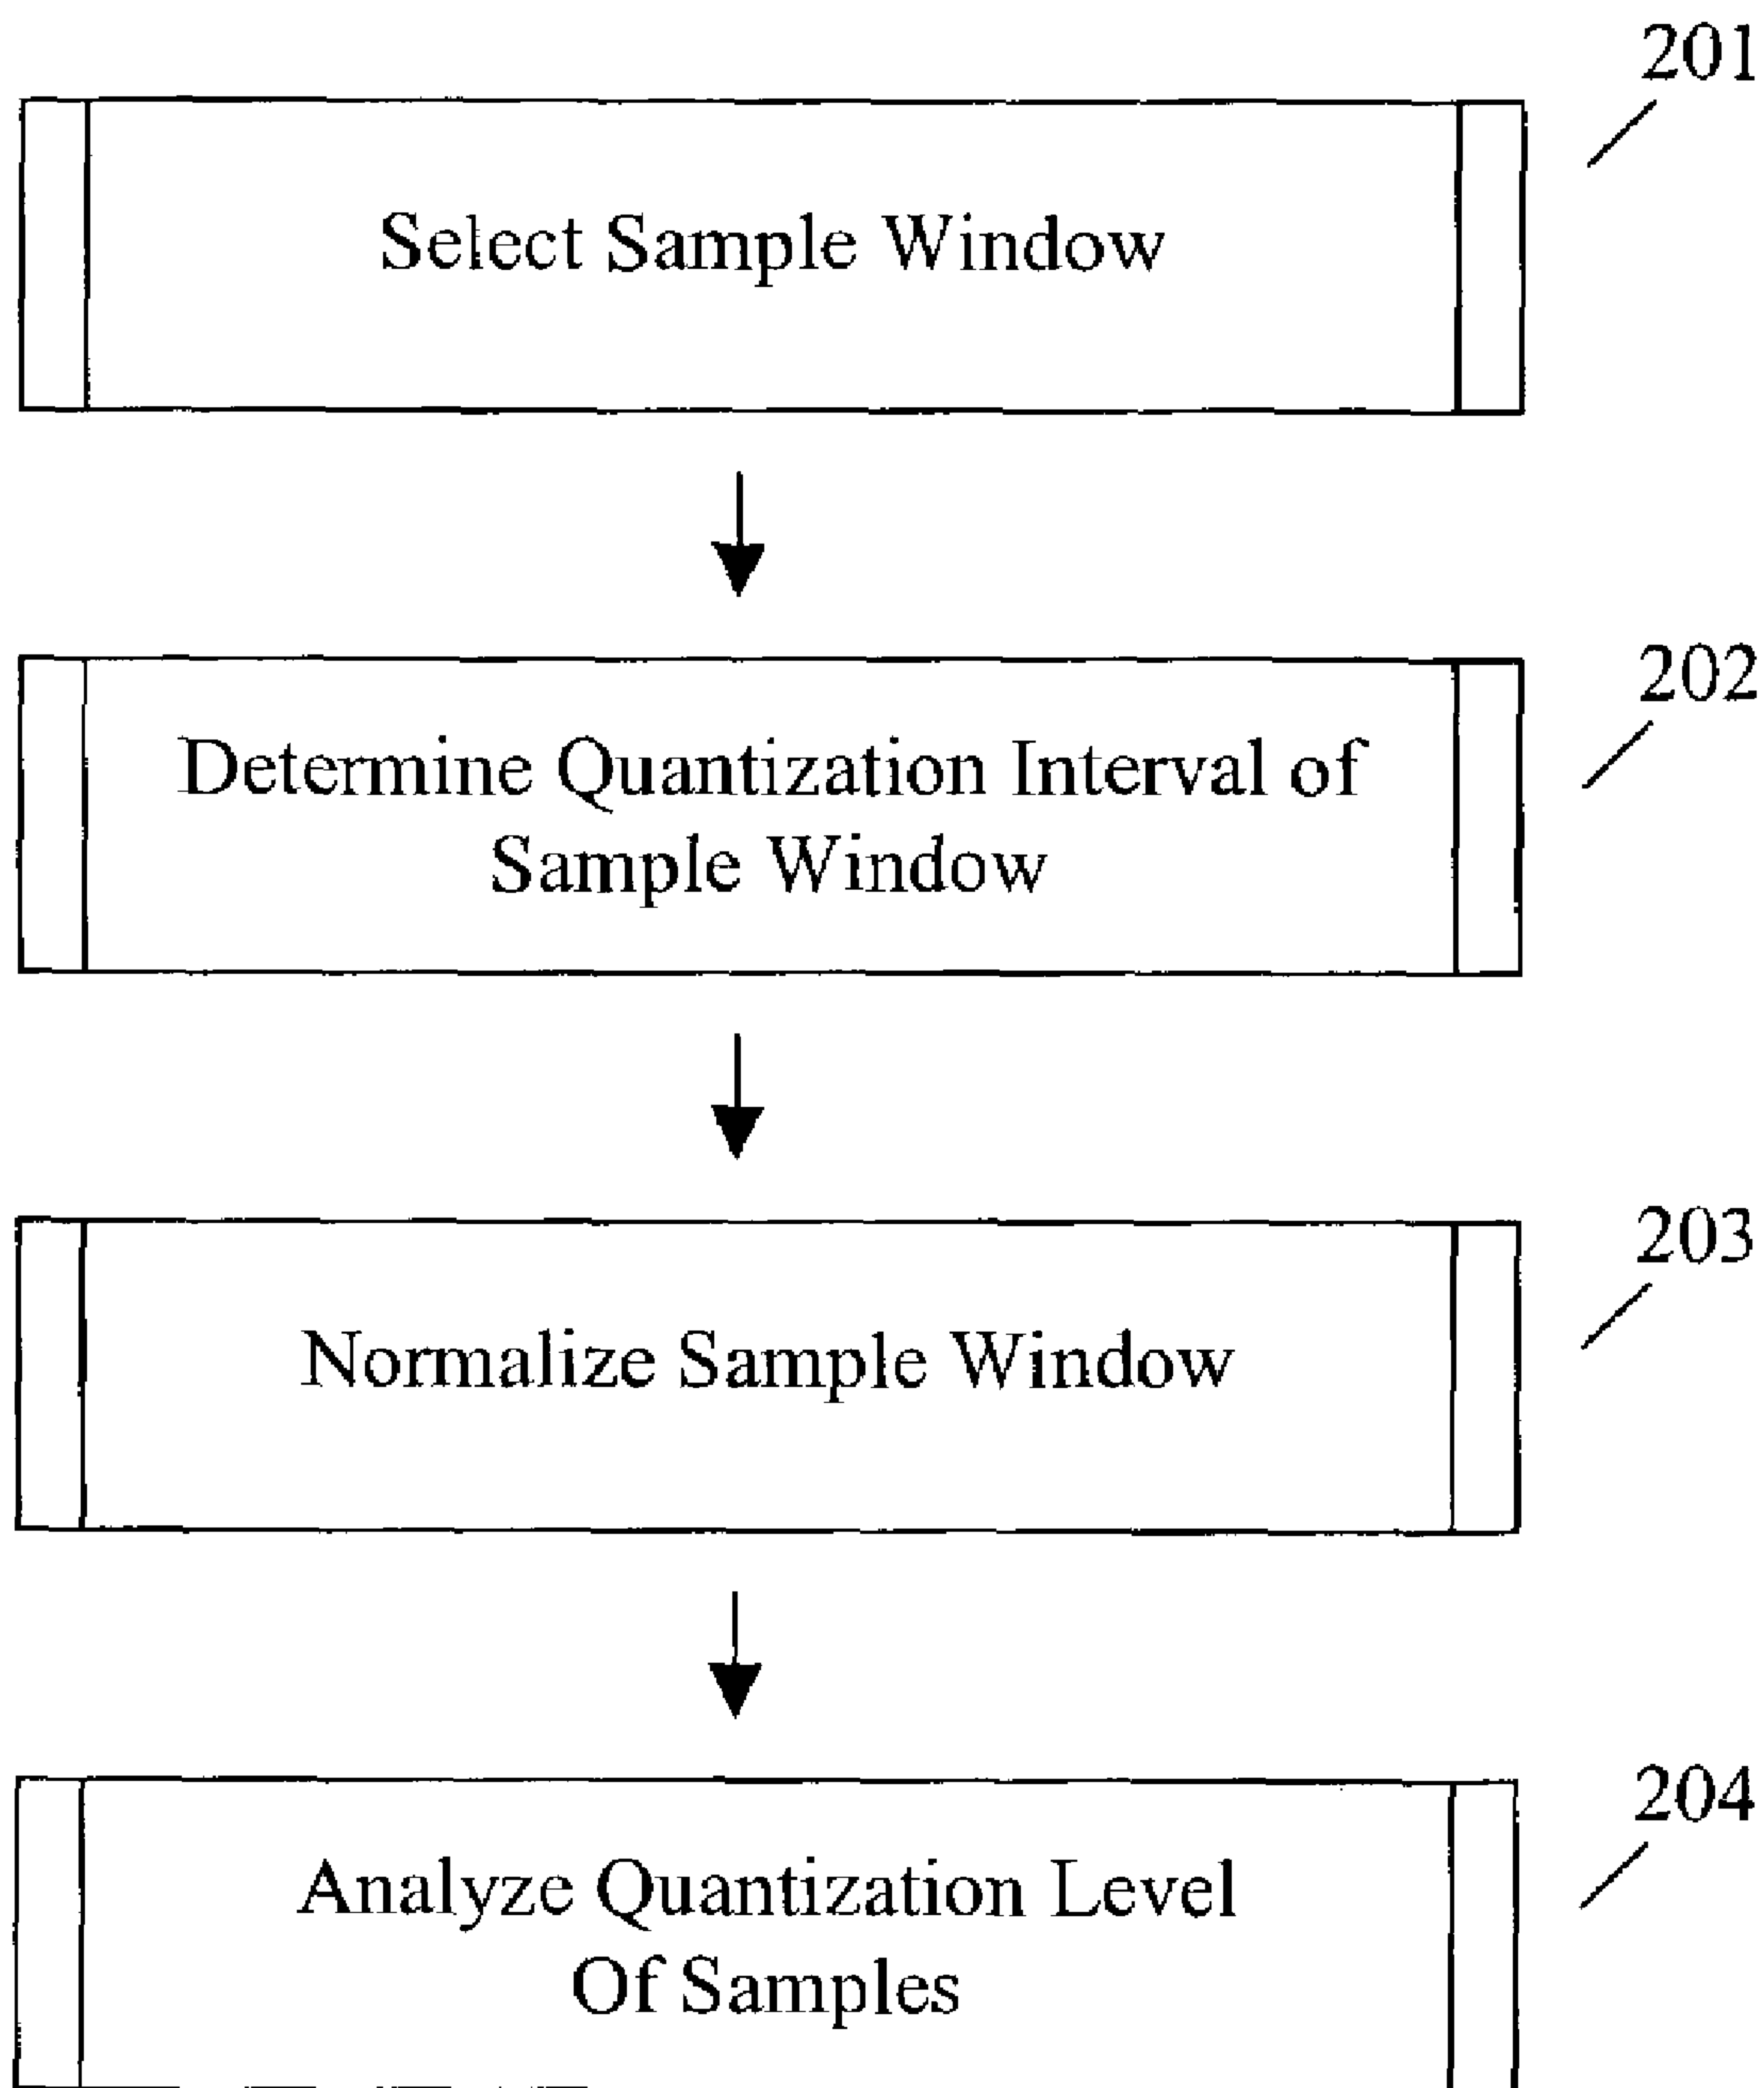 201
Select Sample Window
202
Determine Quantization Interval of
Sample Window
203
Normalize Sample Window
204
Analyze Quantization Level
Of Samples